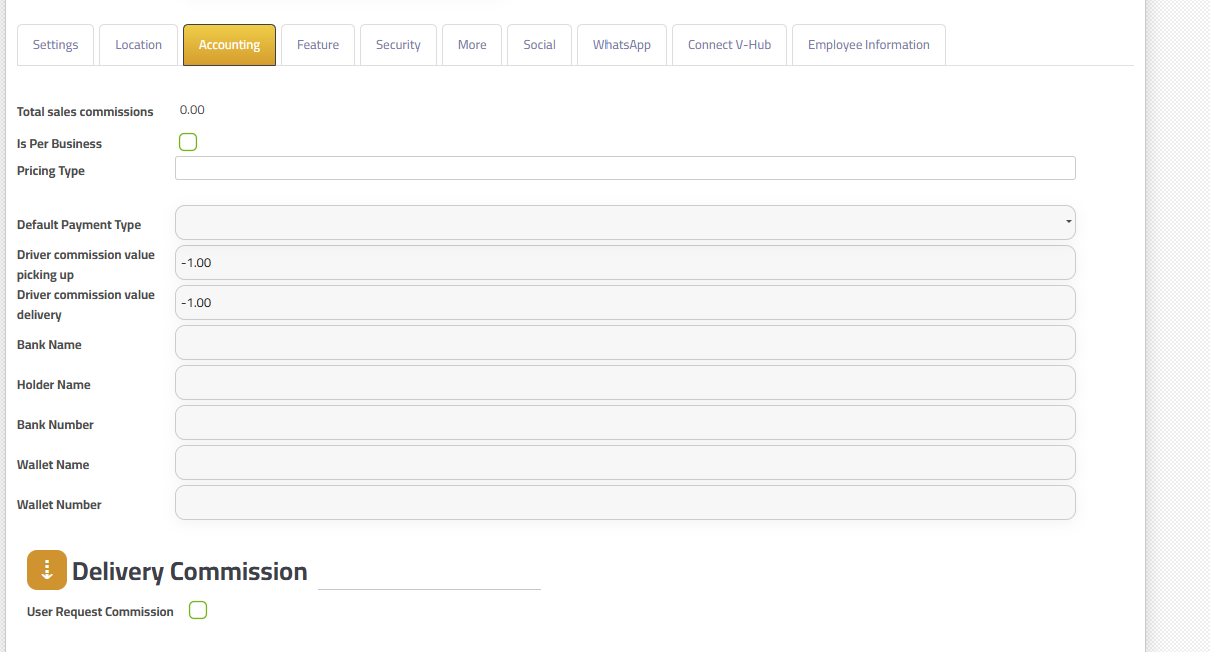 Settings
Location
Accounting
Feature
Security
More
Social
WhatsApp
Connect V-Hub
Employee Information
Total sales commissions
0.00
Is Per Business
Pricing Type
Default Payment Type
Driver commission value
picking up
-1.00
Driver commission value
delivery
-1.00
Bank Name
Holder Name
Bank Number
Wallet Name
Wallet Number
Delivery Commission
User Request Commission